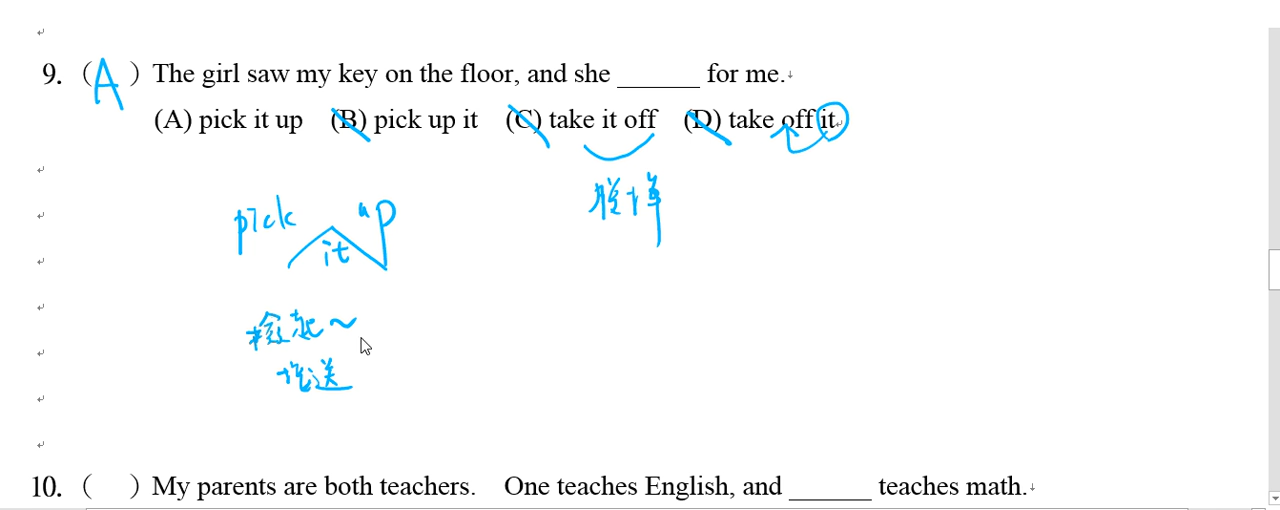 9. (A) The girl saw my key on the floor, and she ______ for me.
(A) pick it up (B) pick up it (C) take it off (D) take off it
脫掉
pick up
it
撿起~
推送
10. ( ) My parents are both teachers. One teaches English, and ______ teaches math.